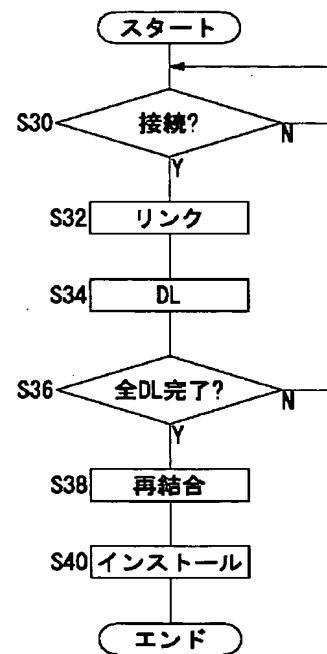 スタート
S30 接続?
N
Y
S32 リンク
S34 DL
S36 全DL完了?
N
Y
S38 再結合
S40 インストール
エンド